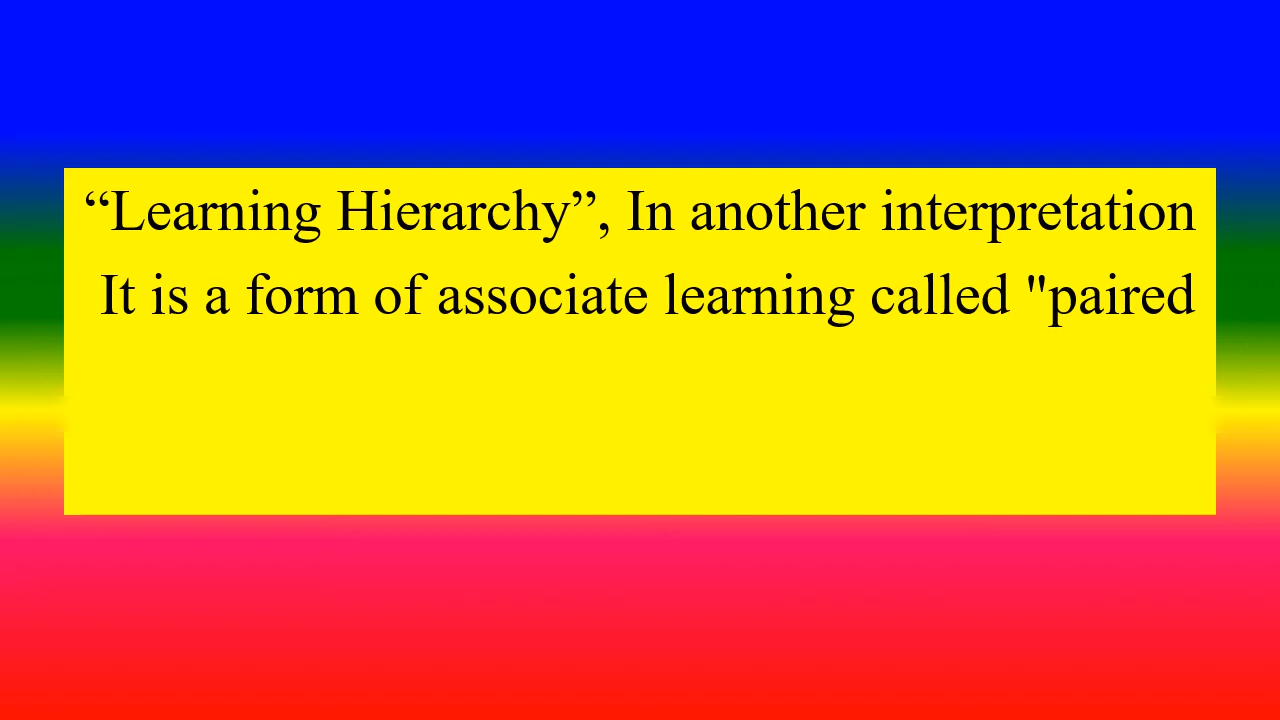 “Learning Hierarchy”, In another interpretation
It is a form of associate learning called "paired